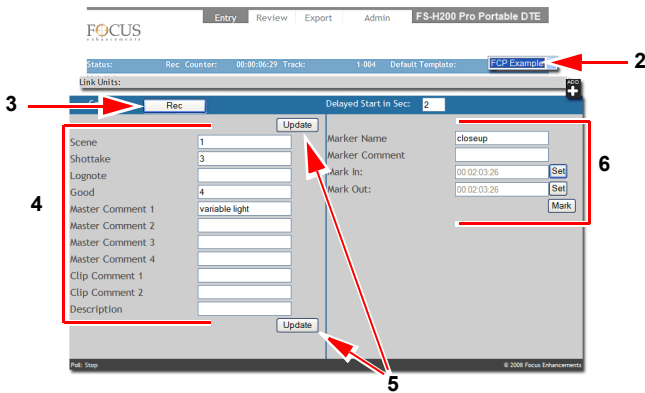 Entry Review Export Admin FS-H200 Pro Portable DTE
FOCUS
enhancements
Status: Rec Counter: 00:00:06:29 Track: 1-004 Default Template: FCP Example
2
Link Units:
ADD
3
Rec
Delayed Start in Sec: 2
Update
Scene 1
Shottake 3
Lognote
Good 4
Master Comment 1 variable light
Master Comment 2
Master Comment 3
Master Comment 4
Clip Comment 1
Clip Comment 2
Description
Update
4
Marker Name closeup
Marker Comment
Mark In: 00:02:03:26 Set
Mark Out: 00:02:03:26 Set
Mark
6
Poll: Stop
© 2008 Focus Enhancements
5